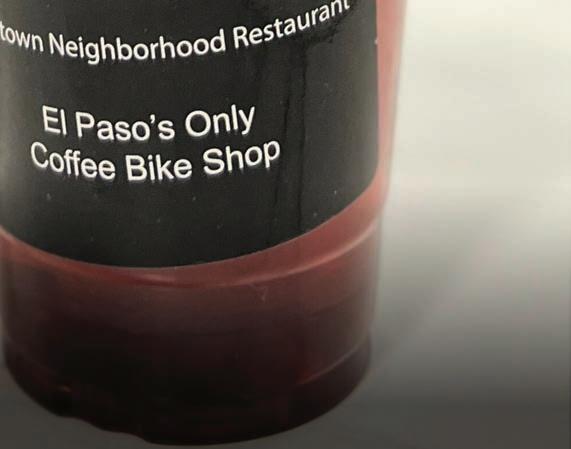 town Neighborhood Restaurant
El Paso's Only
Coffee Bike Shop